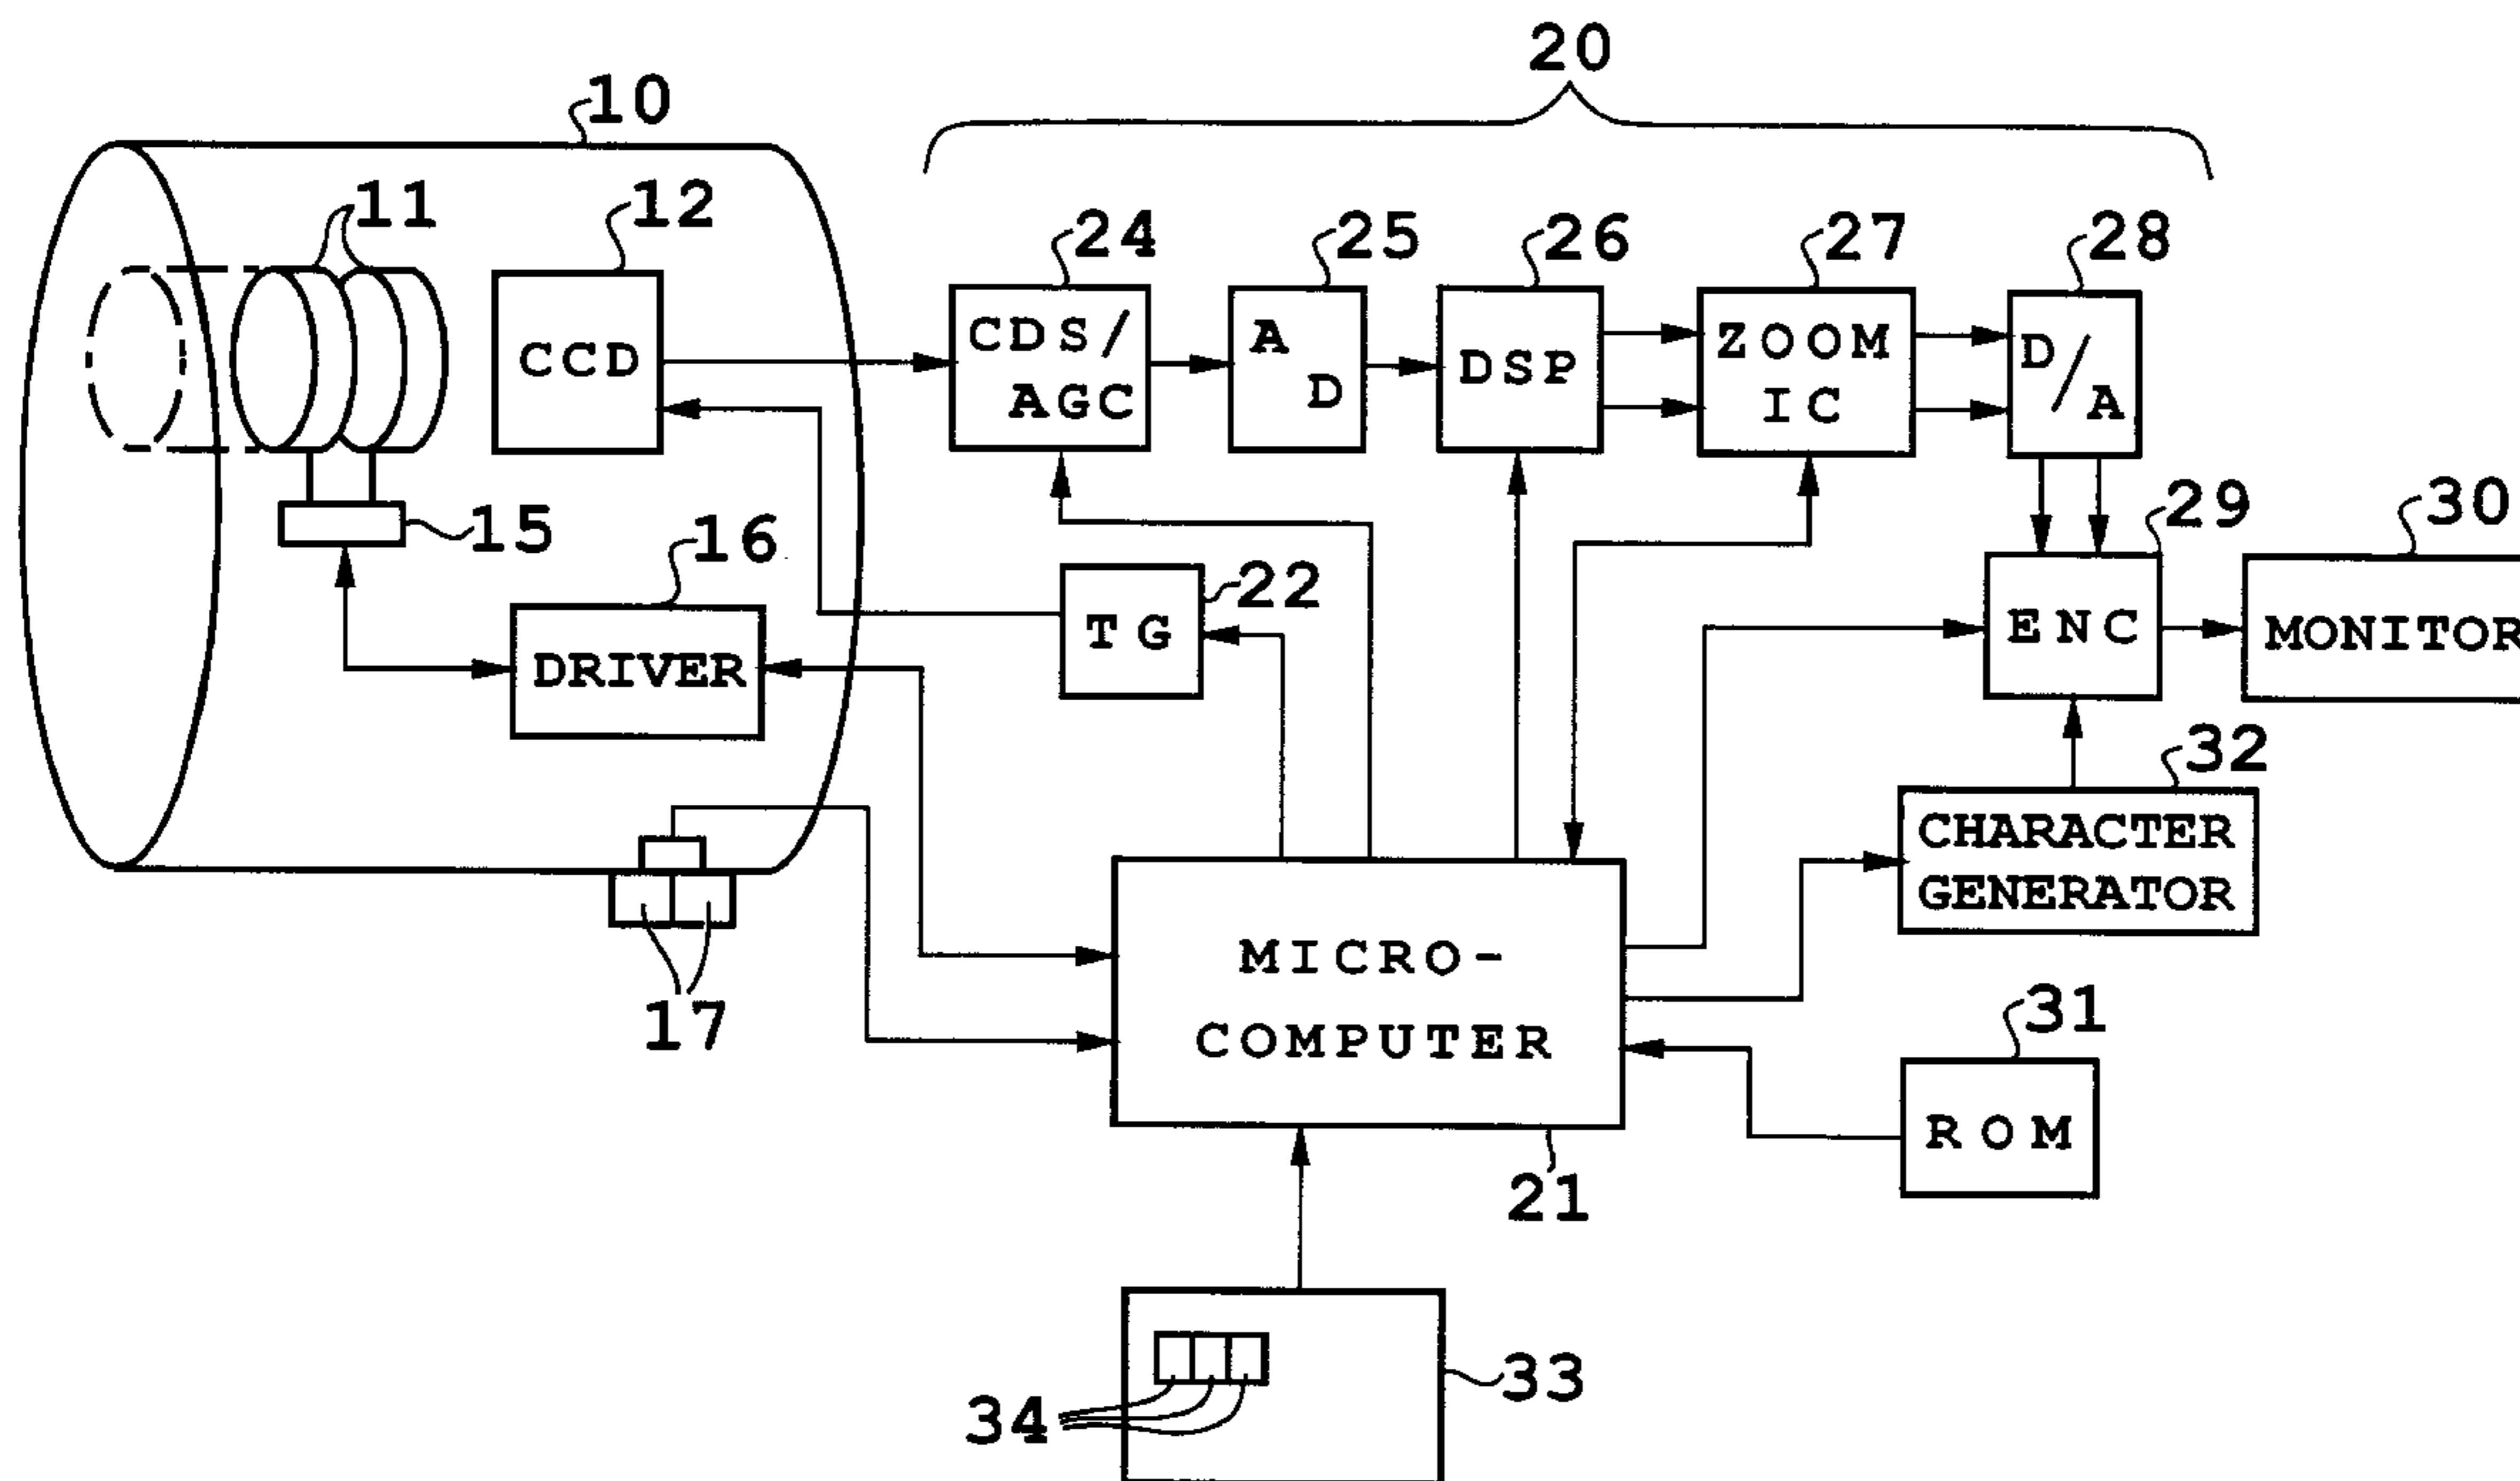 20
10
11
12
24
25
26
27
28
CCD
CDS/
AGC
A
D
DSP
ZOOM
IC
D/
A
15
16
22
29
30
TG
ENC
MONITOR
DRIVER
32
CHARACTER
GENERATOR
17
MICRO-
COMPUTER
31
ROM
21
33
34